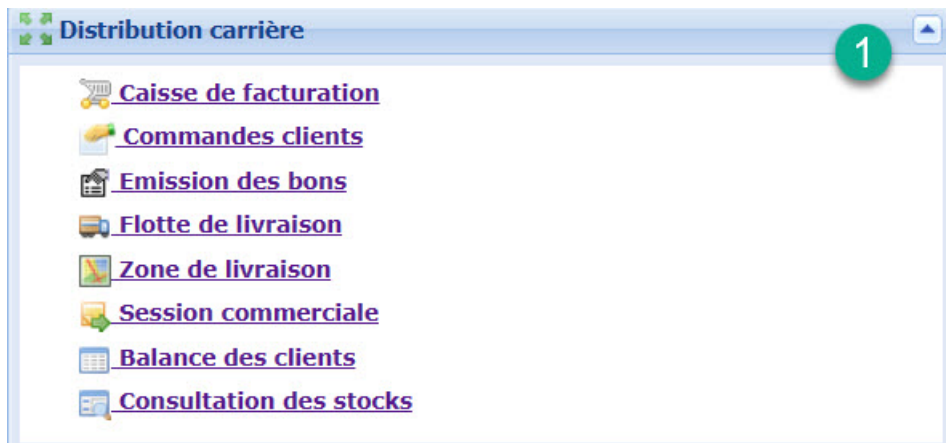 Distribution carrière
1
Caisse de facturation
Commandes clients
Emission des bons
Flotte de livraison
Zone de livraison
Session commerciale
Balance des clients
Consultation des stocks